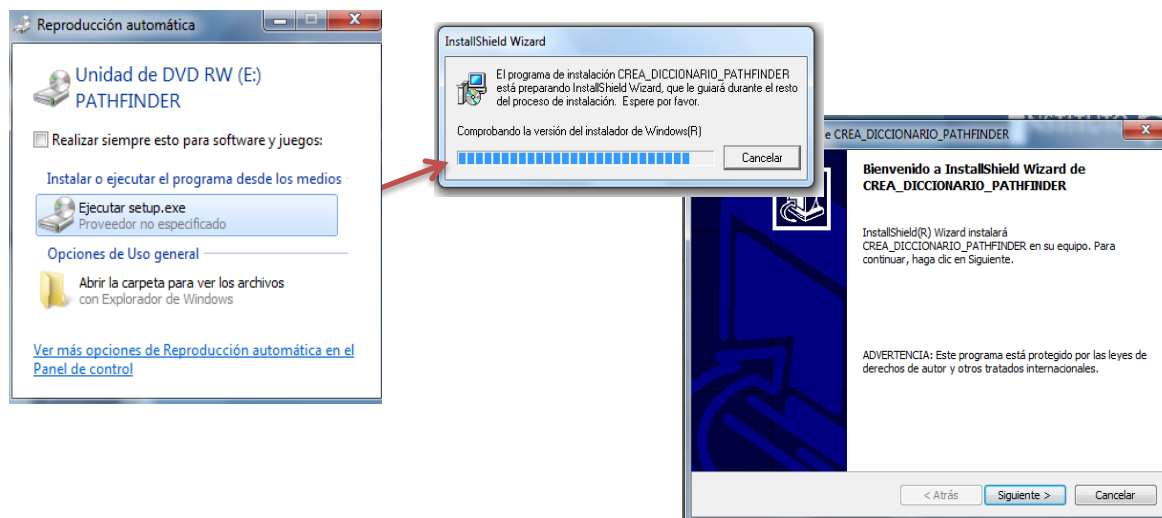 Reproducción automática
Unidad de DVD RW (E:)
PATHFINDER
Realizar siempre esto para software y juegos:
Instalar o ejecutar el programa desde los medios
Ejecutar setup.exe
Proveedor no especificado
Opciones de Uso general
Abrir la carpeta para ver los archivos
con Explorador de Windows
Ver más opciones de Reproducción automática en el
Panel de control
InstallShield Wizard
El programa de instalación CREA_DICCIONARIO_PATHFINDER
está preparando InstallShield Wizard, que le guiará durante el resto
del proceso de instalación. Espere por favor.
Comprobando la versión del instalador de Windows(R)
Cancelar
e CREA_DICCIONARIO_PATHFINDER
Bienvenido a InstallShield Wizard de
CREA_DICCIONARIO_PATHFINDER
InstallShield(R) Wizard instalará
CREA_DICCIONARIO_PATHFINDER en su equipo. Para
continuar, haga clic en Siguiente.
ADVERTENCIA: Este programa está protegido por las leyes de
derechos de autor y otros tratados internacionales.
< Atrás
Siguiente >
Cancelar